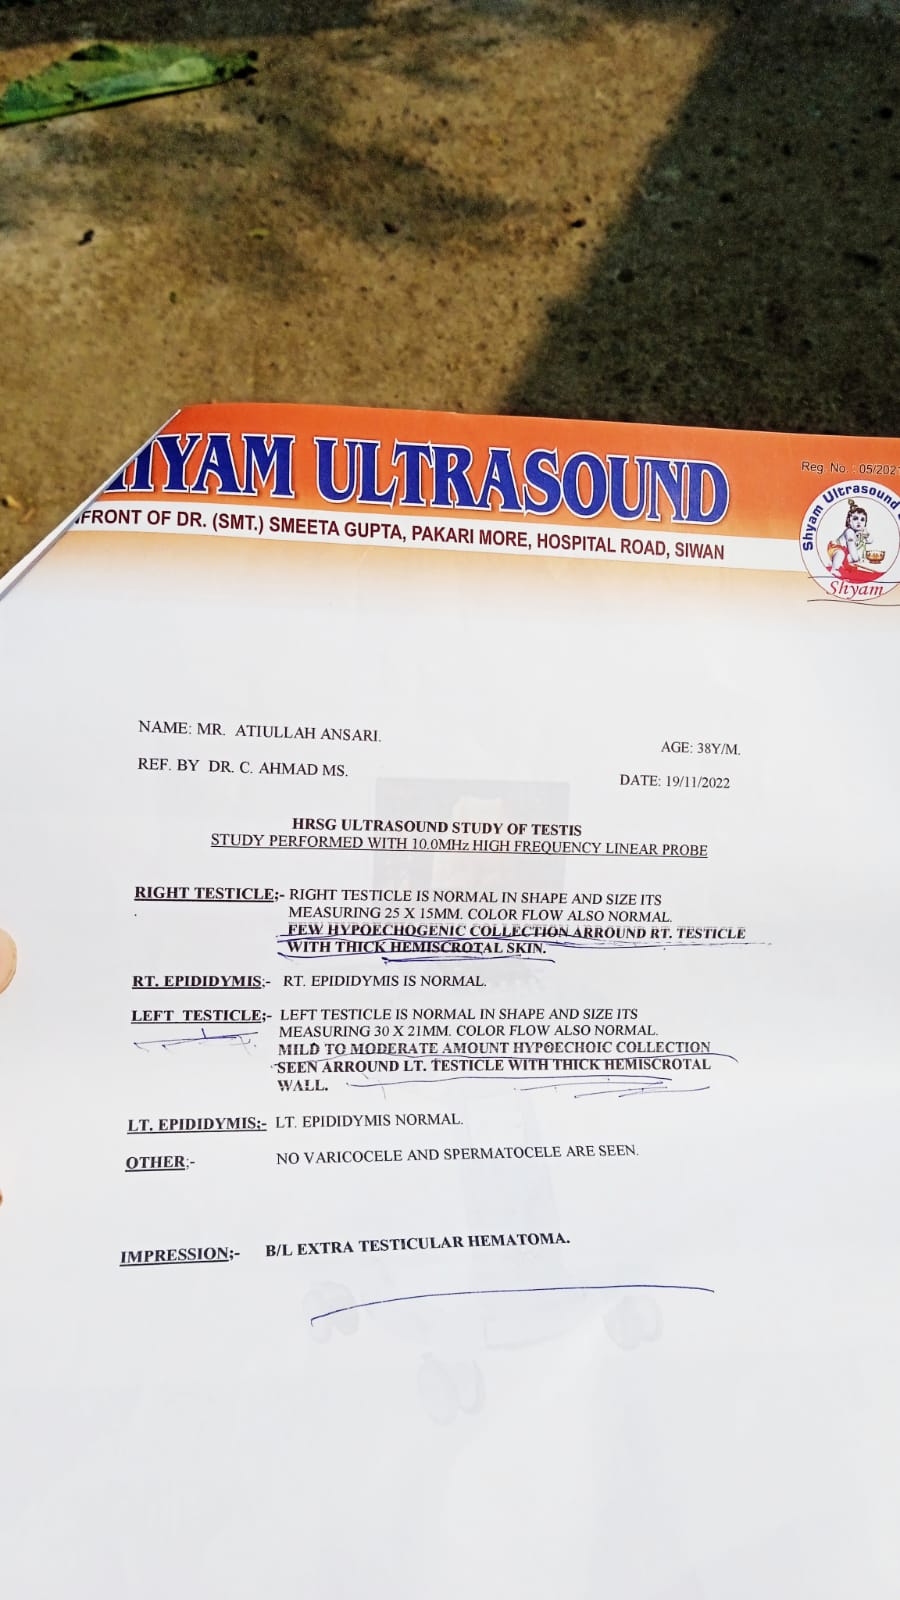 HYAM ULTRASOUND
FRONT OF DR. (SMT.) SMEETA GUPTA, PAKARI MORE, HOSPITAL ROAD, SIWAN
Reg. No. : 05/2021
Shyam Ultrasound
Shyam
NAME: MR. ATIULLAH ANSARI.
AGE: 38Y/M.
REF. BY DR. C. AHMAD MS.
DATE: 19/11/2022
HRSG ULTRASOUND STUDY OF TESTIS
STUDY PERFORMED WITH 10.0MHz HIGH FREQUENCY LINEAR PROBE
RIGHT TESTICLE;- RIGHT TESTICLE IS NORMAL IN SHAPE AND SIZE ITS
MEASURING 25 X 15MM. COLOR FLOW ALSO NORMAL.
FEW HYPOECHOGENIC COLLECTION ARROUND RT. TESTICLE
WITH THICK HEMISCROTAL SKIN.
RT. EPIDIDYMIS;- RT. EPIDIDYMIS IS NORMAL.
LEFT TESTICLE;- LEFT TESTICLE IS NORMAL IN SHAPE AND SIZE ITS
MEASURING 30 X 21MM. COLOR FLOW ALSO NORMAL.
MILD TO MODERATE AMOUNT HYPOECHOIC COLLECTION
SEEN ARROUND LT. TESTICLE WITH THICK HEMISCROTAL
WALL.
LT. EPIDIDYMIS;- LT. EPIDIDYMIS NORMAL.
OTHER;- NO VARICOCELE AND SPERMATOCELE ARE SEEN.
IMPRESSION;- B/L EXTRA TESTICULAR HEMATOMA.